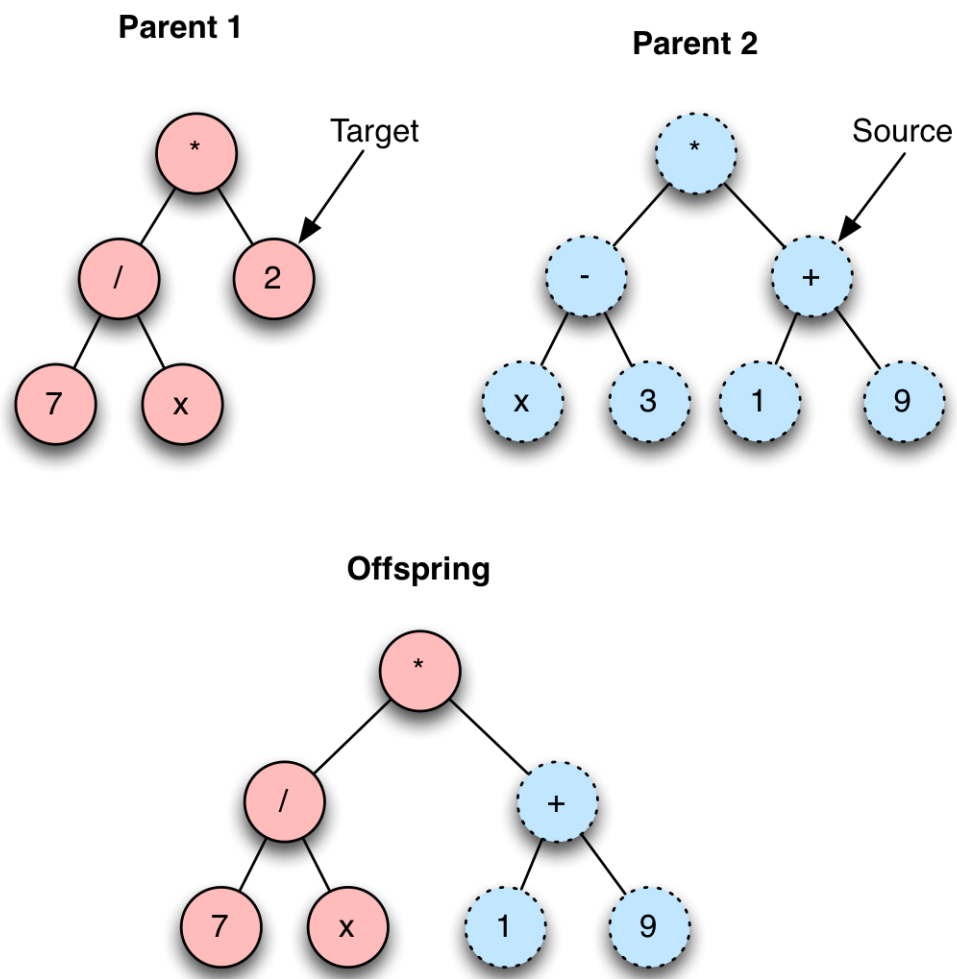 Parent 1
Parent 2
Target
Source
*
*
/
2
-
+
7
x
x
3
1
9
Offspring
*
/
+
7
x
1
9